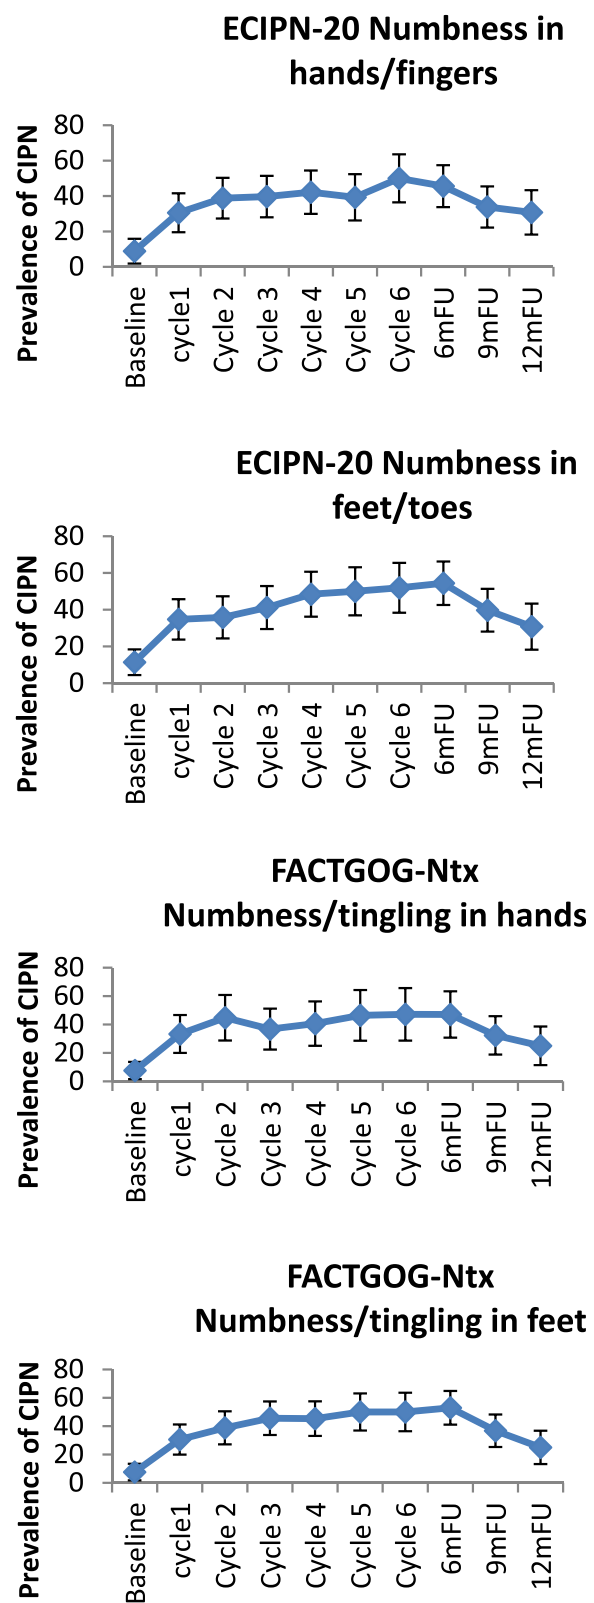 ECIPN-20 Numbness in
hands/fingers
Prevalence of CIPN
80
60
40
20
0
Baseline
cycle1
Cycle 2
Cycle 3
Cycle 4
Cycle 5
Cycle 6
6mFU
9mFU
12mFU
ECIPN-20 Numbness in
feet/toes
Prevalence of CIPN
80
60
40
20
0
Baseline
cycle1
Cycle 2
Cycle 3
Cycle 4
Cycle 5
Cycle 6
6mFU
9mFU
12mFU
FACTGOG-Ntx
Numbness/tingling in hands
Prevalence of CIPN
80
60
40
20
0
Baseline
cycle1
Cycle 2
Cycle 3
Cycle 4
Cycle 5
Cycle 6
6mFU
9mFU
12mFU
FACTGOG-Ntx
Numbness/tingling in feet
Prevalence of CIPN
80
60
40
20
0
Baseline
cycle1
Cycle 2
Cycle 3
Cycle 4
Cycle 5
Cycle 6
6mFU
9mFU
12mFU